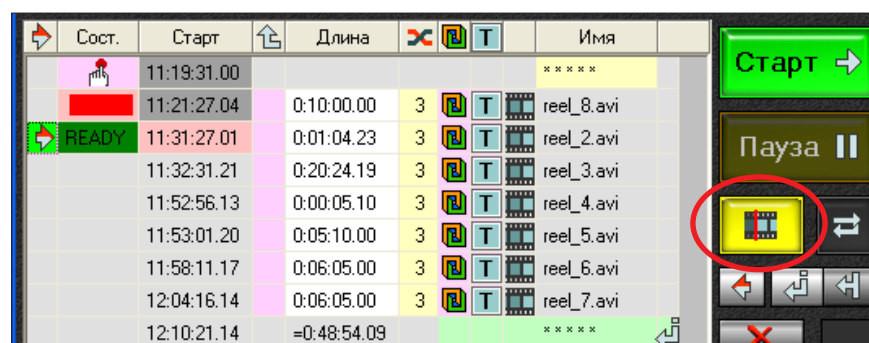 Сост. Старт Длина T Имя
11:19:31.00 × × × × ×
11:21:27.04 0:10:00.00 3 T reel_8.avi
READY 11:31:27.01 0:01:04.23 3 T reel_2.avi
11:32:31.21 0:20:24.19 3 T reel_3.avi
11:52:56.13 0:00:05.10 3 T reel_4.avi
11:53:01.20 0:05:10.00 3 T reel_5.avi
11:58:11.17 0:06:05.00 3 T reel_6.avi
12:04:16.14 0:06:05.00 3 T reel_7.avi
12:10:21.14 =0:48:54.09 × × × × ×
Старт
Пауза